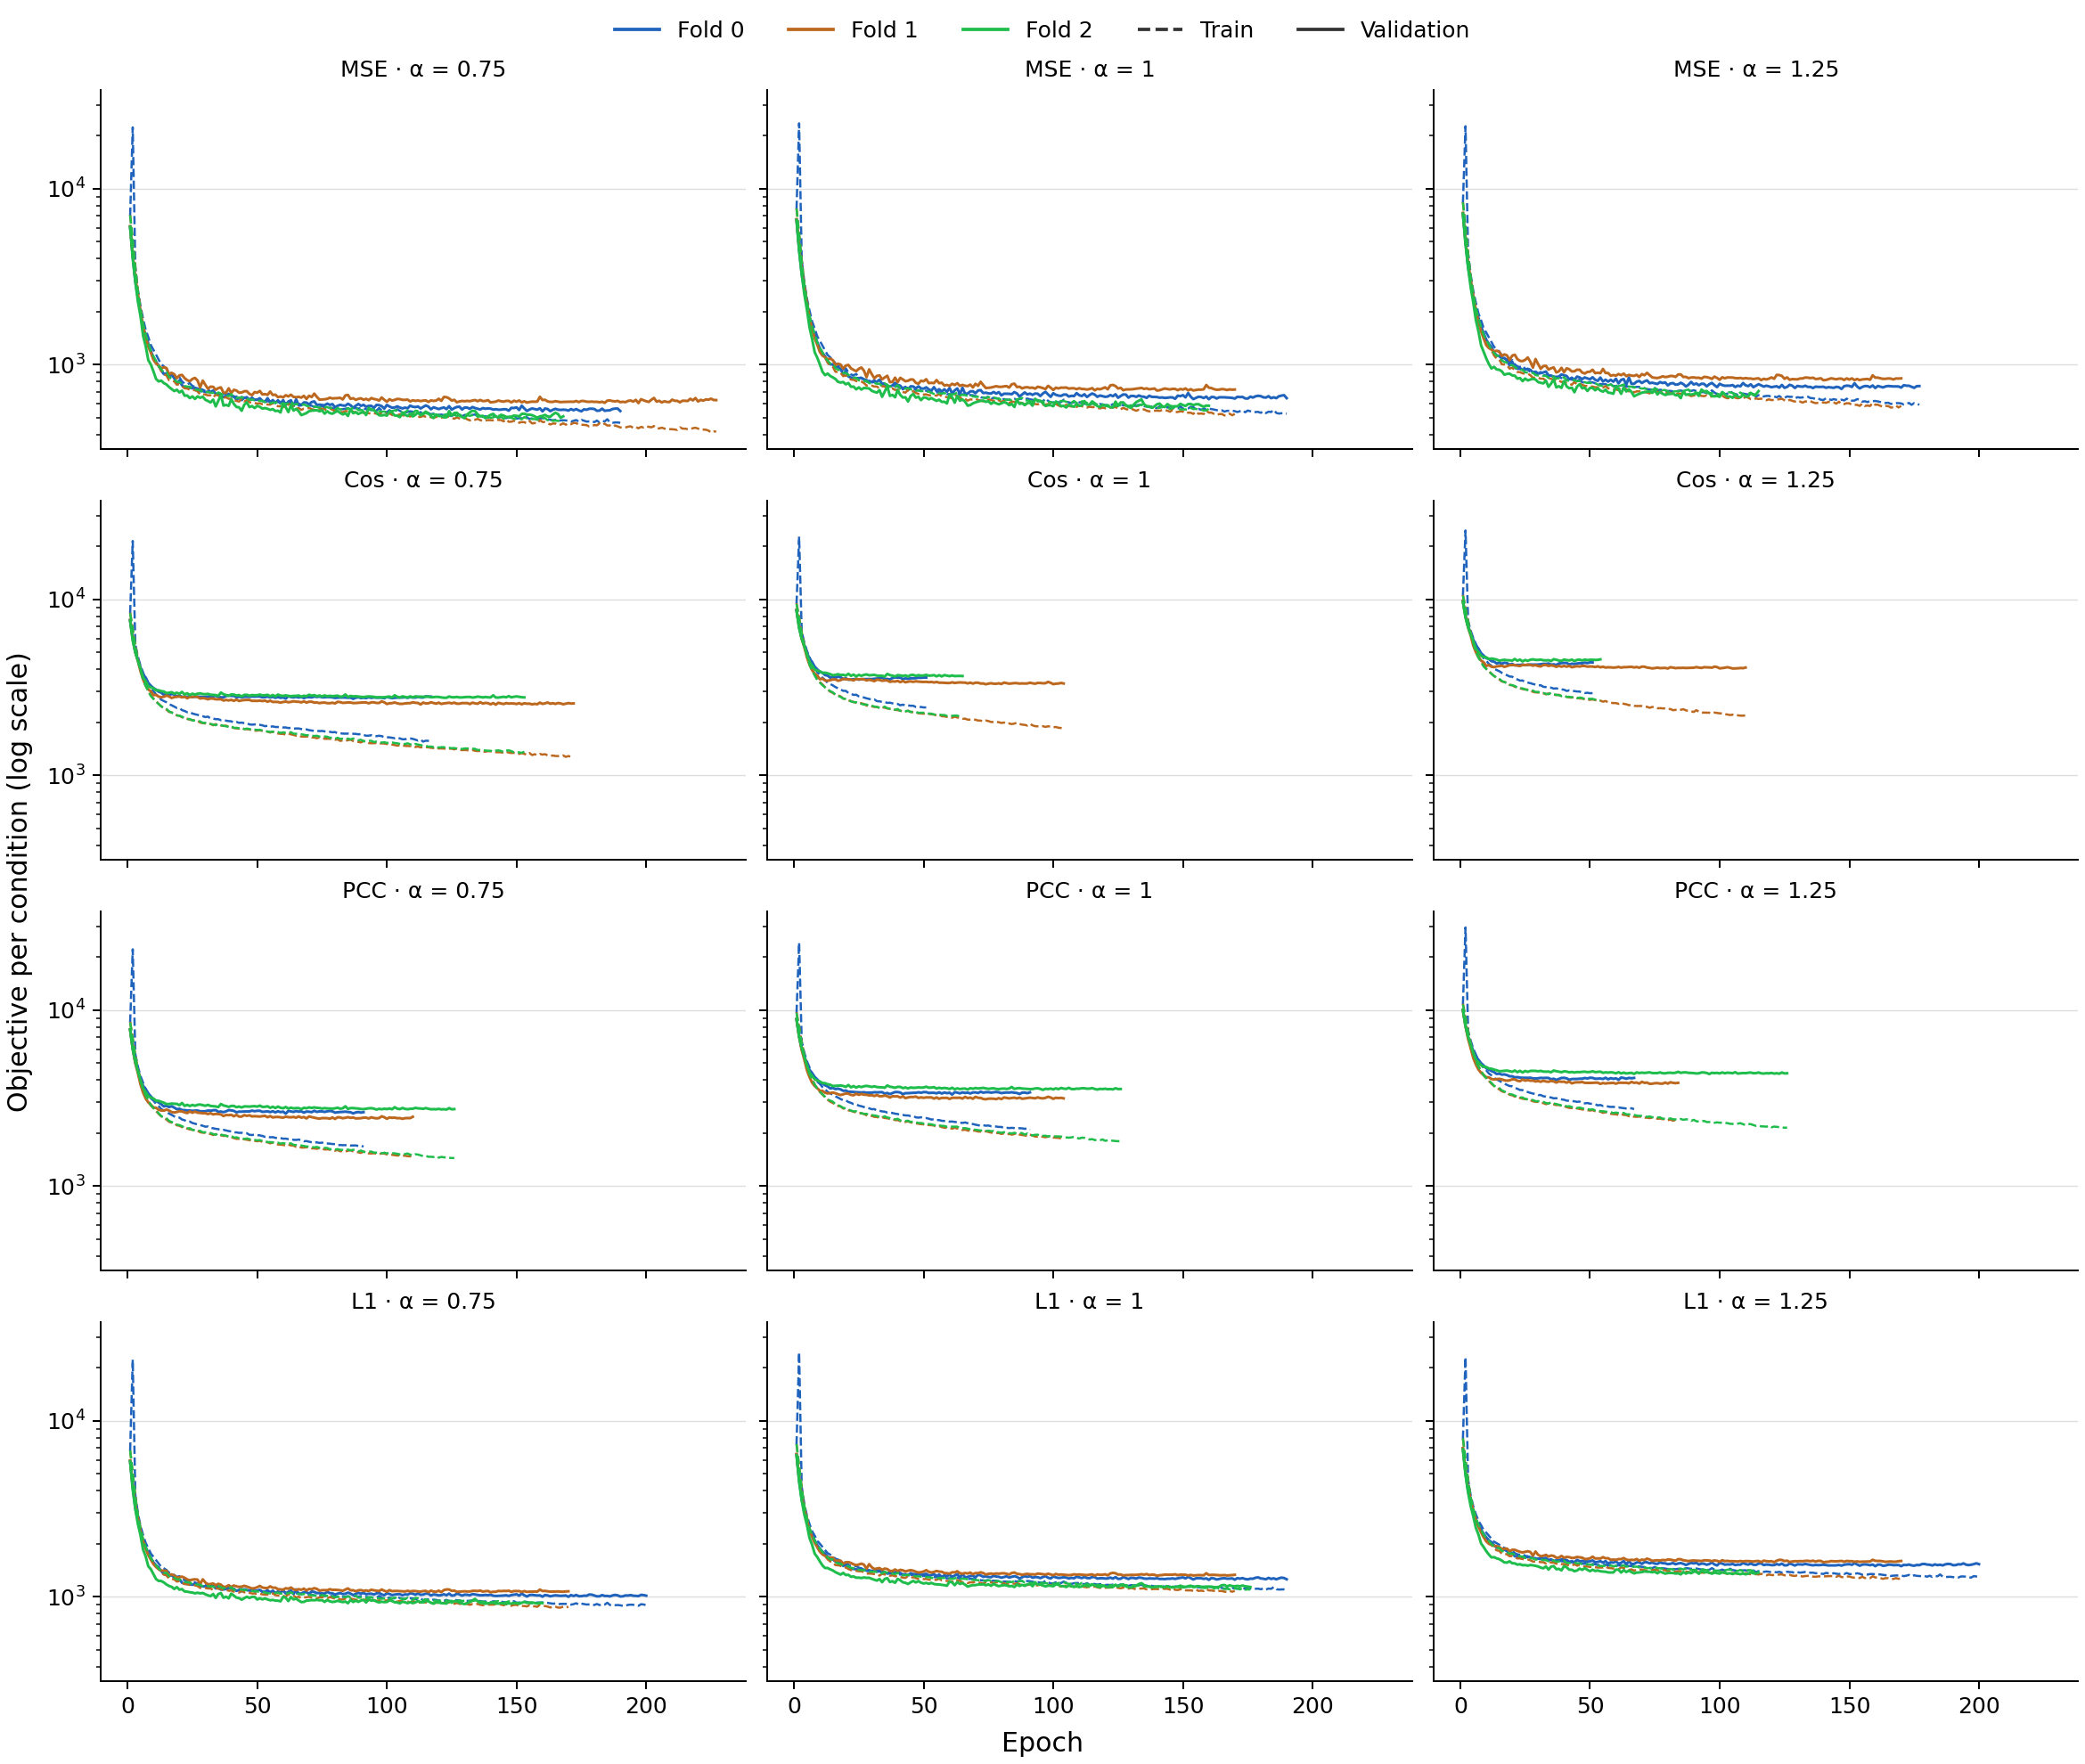 Fold 0 Fold 1 Fold 2 Train Validation
MSE · α = 0.75 MSE · α = 1 MSE · α = 1.25
10⁴
10³
Cos · α = 0.75 Cos · α = 1 Cos · α = 1.25
10⁴
10³
PCC · α = 0.75 PCC · α = 1 PCC · α = 1.25
10⁴
10³
L1 · α = 0.75 L1 · α = 1 L1 · α = 1.25
10⁴
10³
0 50 100 150 200 0 50 100 150 200 0 50 100 150 200
Epoch
Objective per condition (log scale)